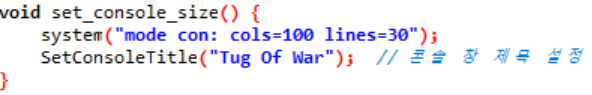 void set_console_size() {
    system("mode con: cols=100 lines=30");
    SetConsoleTitle("Tug Of War");  // 콘솔 창 제목 설정
}